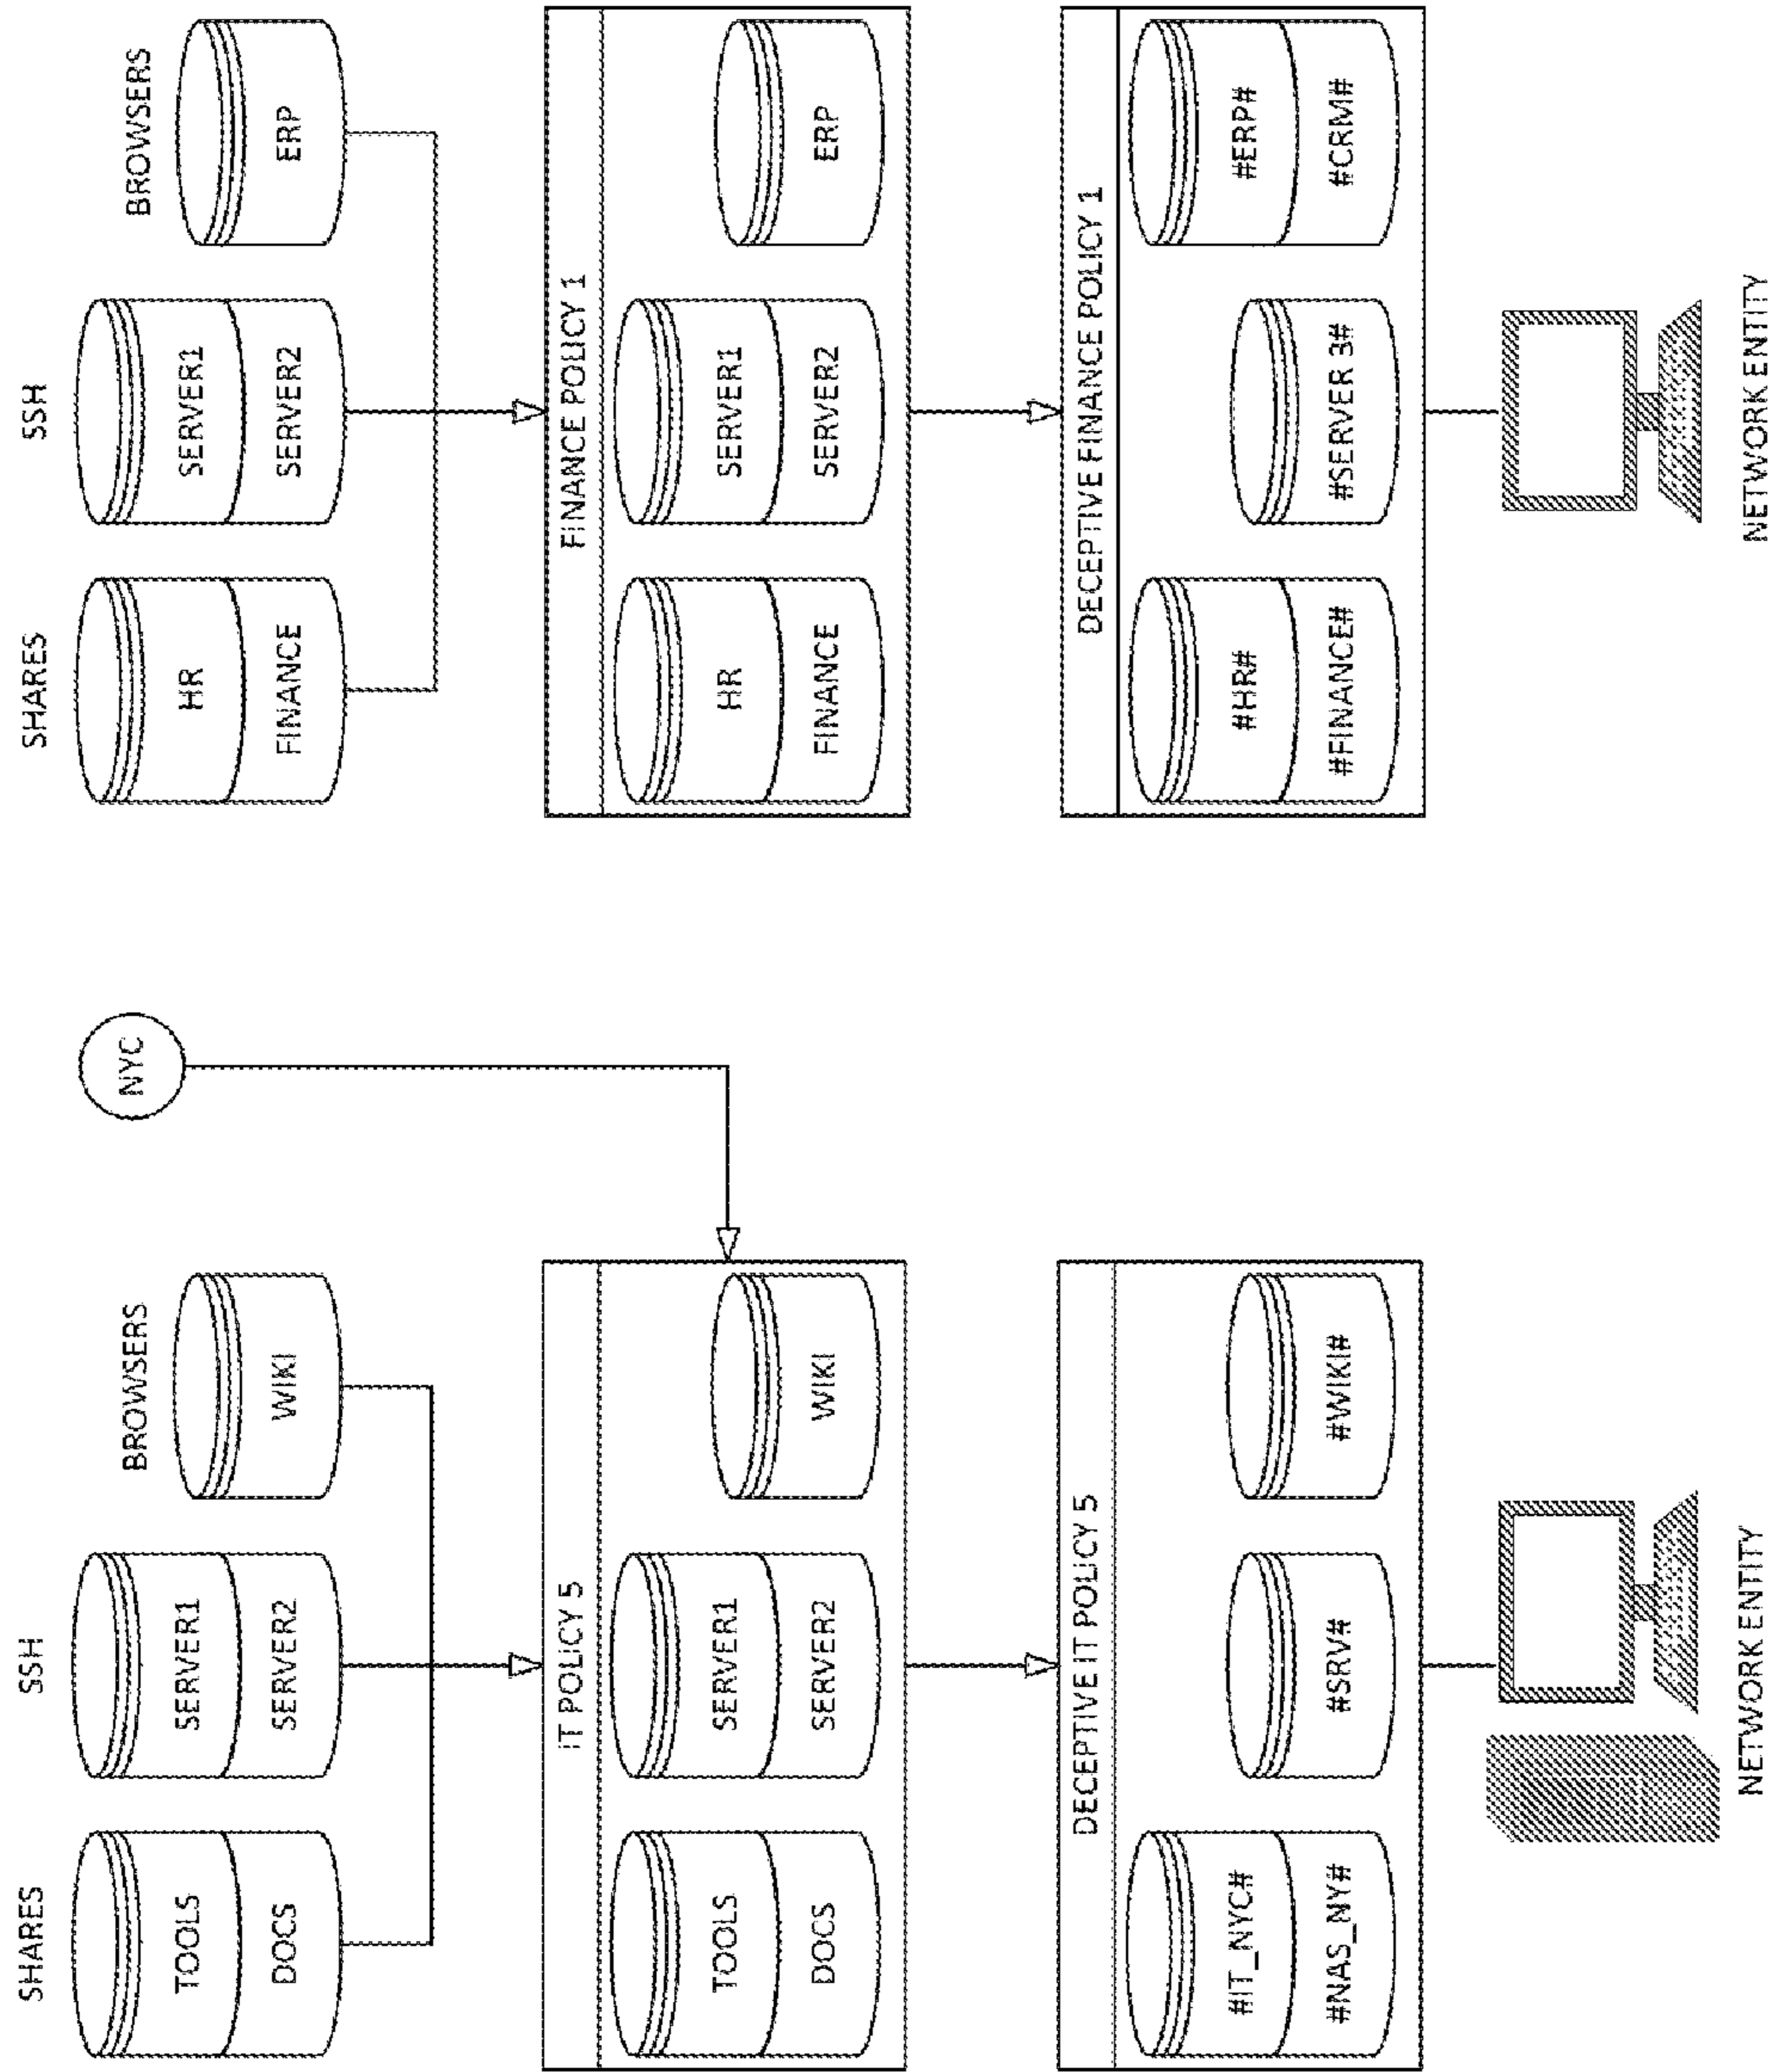 SHARES
SSH
BROWSERS
TOOLS
DOCS
SERVER1
SERVER2
WIKI
NYC
IT POLICY 5
TOOLS
DOCS
SERVER1
SERVER2
WIKI
DECEPTIVE IT POLICY 5
#IT_NYC#
#NAS_NY#
#SRV#
#WIKI#
NETWORK ENTITY
SHARES
SSH
BROWSERS
HR
FINANCE
SERVER1
SERVER2
ERP
FINANCE POLICY 1
HR
FINANCE
SERVER1
SERVER2
ERP
DECEPTIVE FINANCE POLICY 1
#HR#
#FINANCE#
#SERVER 3#
#ERP#
#CRM#
NETWORK ENTITY